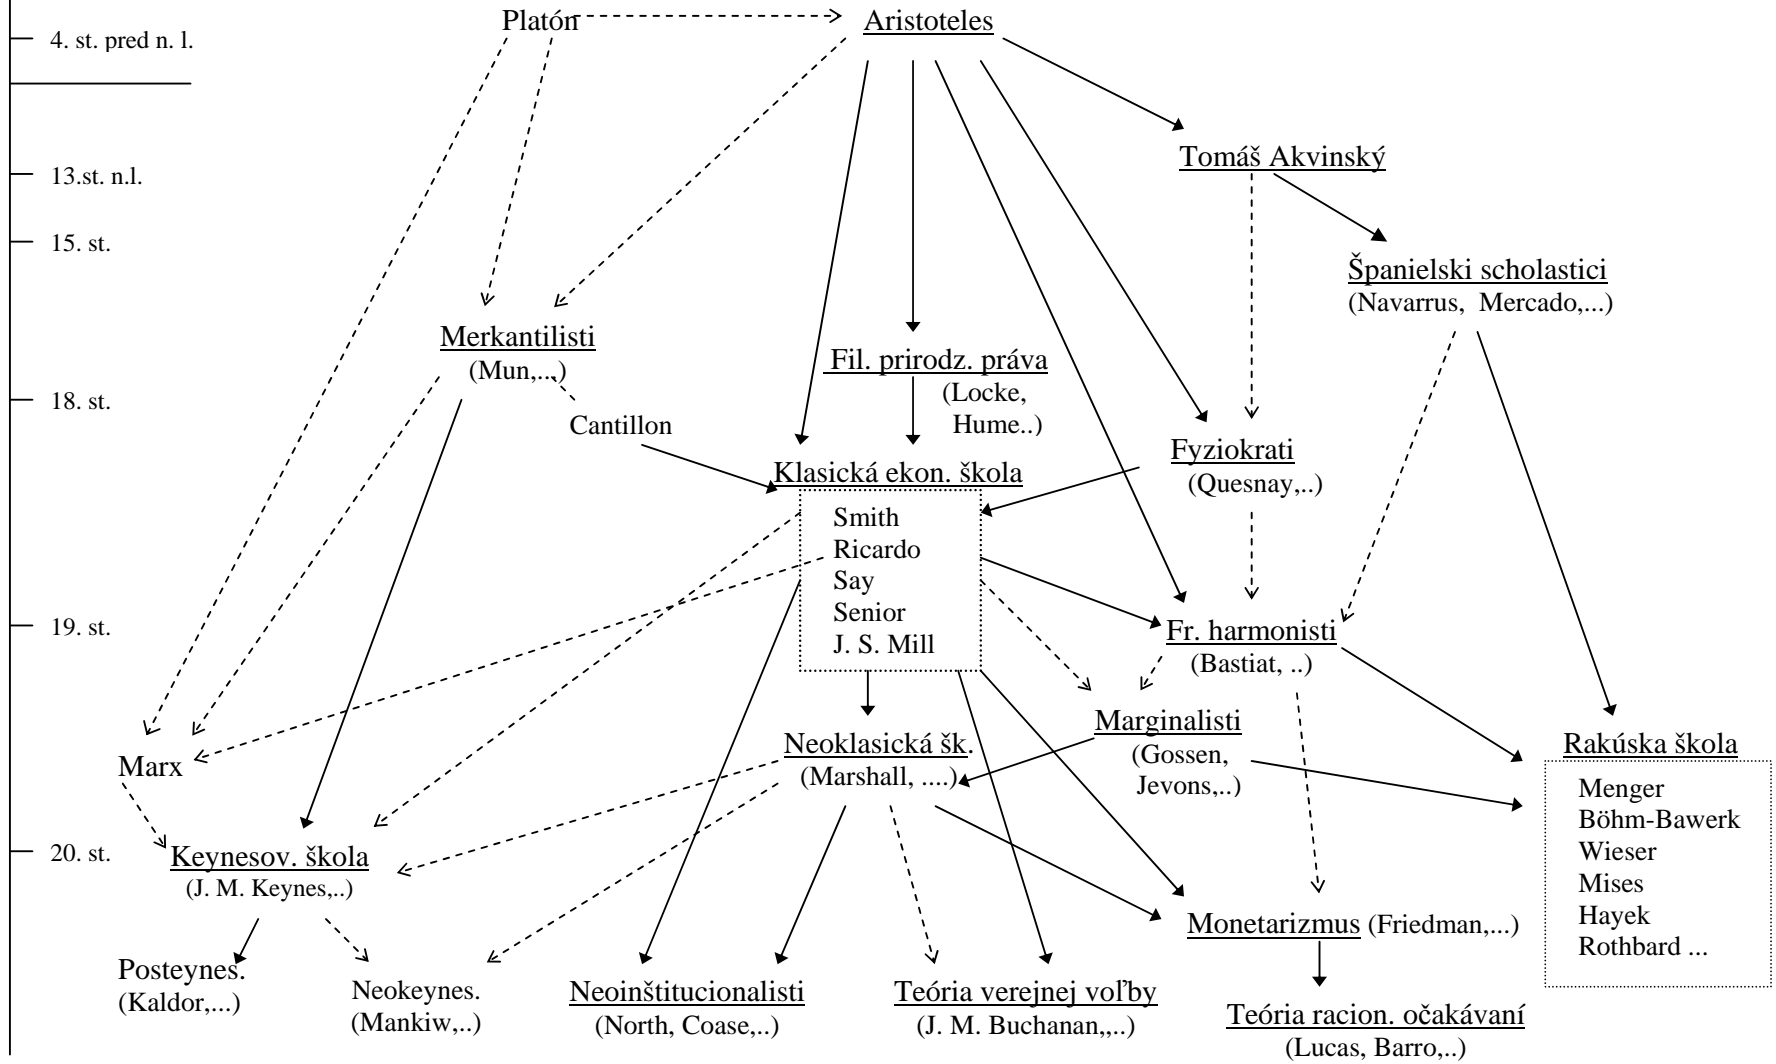 Platón
Aristoteles
4. st. pred n. l.
Tomáš Akvinský
13.st. n.l.
15. st.
Španielski scholastici
(Navarrus, Mercado,...)
Merkantilisti
(Mun,...)
Fil. prirodz. práva
(Locke,
Hume..)
18. st.
Cantillon
Fyziokrati
(Quesnay,..)
Klasická ekon. škola
Smith
Ricardo
Say
Senior
J. S. Mill
19. st.
Fr. harmonisti
(Bastiat, ..)
Marginalisti
(Gossen,
Jevons,..)
Neoklasická šk.
(Marshall, ....)
Rakúska škola
Menger
Böhm-Bawerk
Wieser
Mises
Hayek
Rothbard ...
Marx
20. st.
Keynesov. škola
(J. M. Keynes,..)
Monetarizmus (Friedman,...)
Posteynes.
(Kaldor,...)
Neokeynes.
(Mankiw,..)
Neoinštitucionalisti
(North, Coase,..)
Teória verejnej voľby
(J. M. Buchanan,,..)
Teória racion. očakávaní
(Lucas, Barro,..)